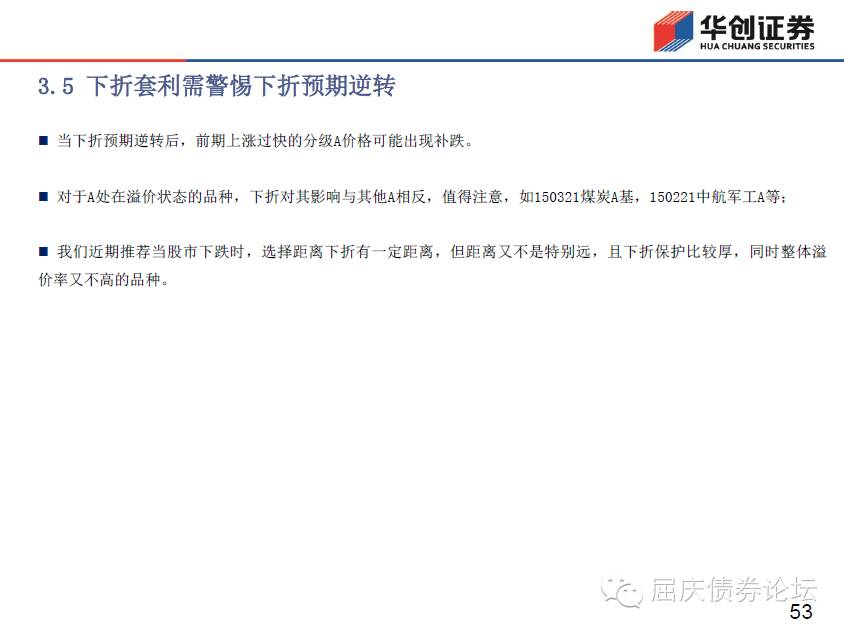 华创证券
HUA CHUANG SECURITIES
3.5 下折套利需警惕下折预期逆转
■ 当下折预期逆转后，前期上涨过快的分级A价格可能出现补跌。
■ 对于A处在溢价状态的品种，下折对其影响与其他A相反，值得注意，如150321煤炭A基，150221中航军工A等；
■ 我们近期推荐当股市下跌时，选择距离下折有一定距离，但距离又不是特别远，且下折保护比较厚，同时整体溢
价率又不高的品种。
屈庆债券论坛
53